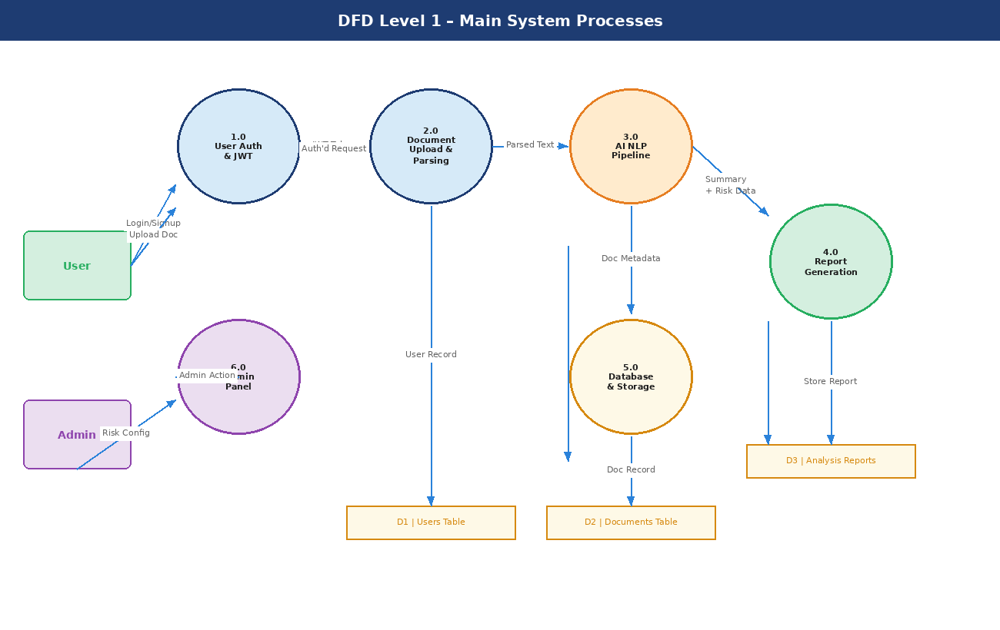 DFD Level 1 – Main System Processes
1.0
User Auth
& JWT
Auth'd Request
2.0
Document
Upload &
Parsing
Parsed Text
3.0
AI NLP
Pipeline
Summary
+ Risk Data
Login/Signup
Upload Doc
User
Doc Metadata
4.0
Report
Generation
User Record
6.0
Admin Action
Panel
5.0
Database
& Storage
Store Report
Admin
Risk Config
Doc Record
D3 | Analysis Reports
D1 | Users Table
D2 | Documents Table